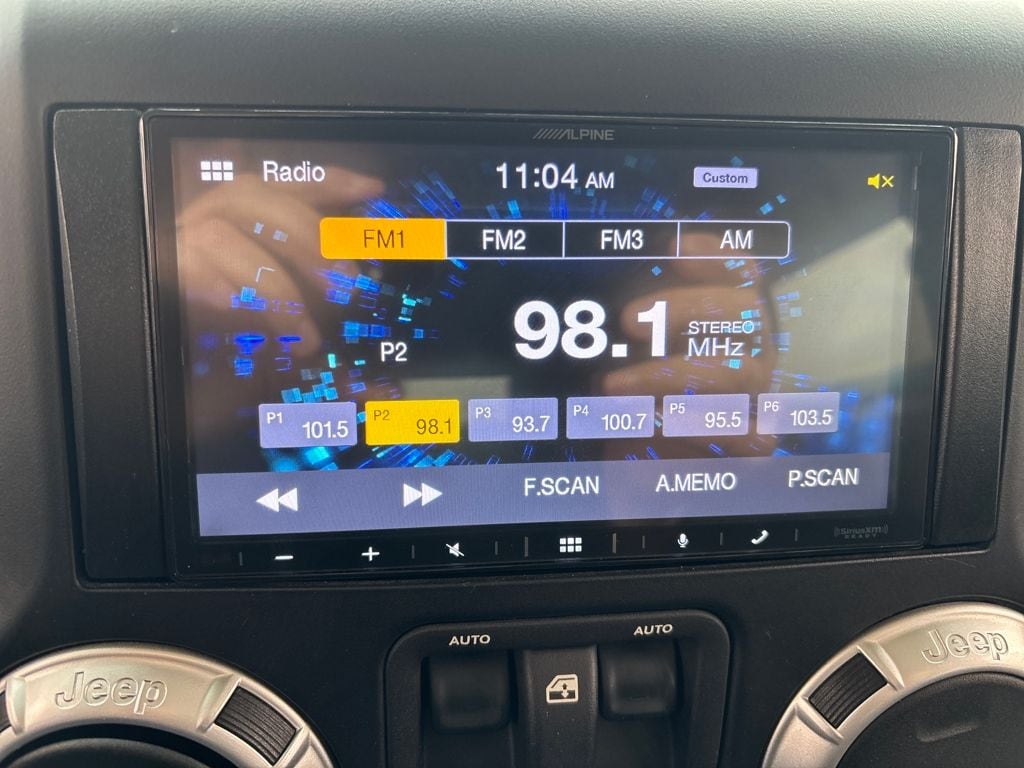 ALPINE
Radio 11:04 AM Custom
FM1 FM2 FM3 AM
98.1 STEREO MHz
P2
P1 101.5 P2 98.1 P3 93.7 P4 100.7 P5 95.5 P6 103.5
F.SCAN A.MEMO P.SCAN
SiriusXM
READY
AUTO AUTO
Jeep Jeep